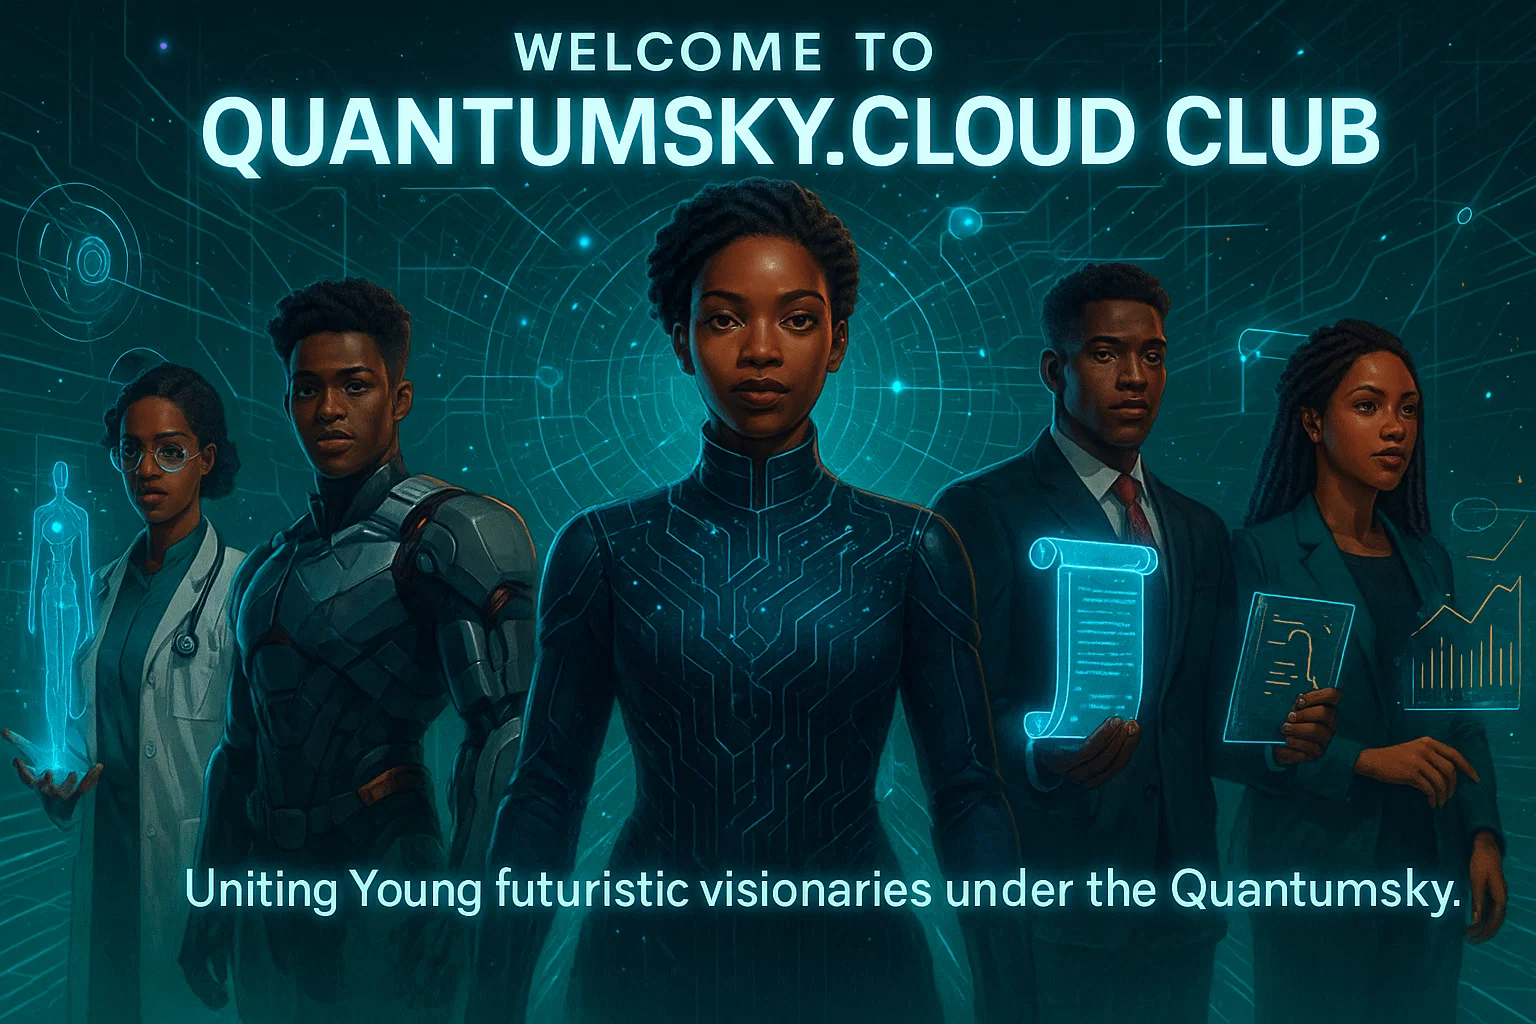 WELCOME TO
QUANTUMSKY.CLOUD CLUB
Uniting Young futuristic visionaries under the Quantumsky.